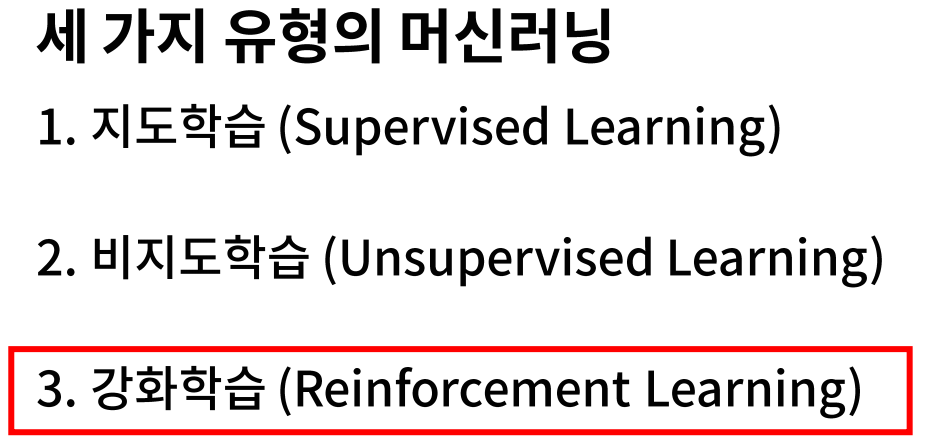 세 가지 유형의 머신러닝
1. 지도학습 (Supervised Learning)
2. 비지도학습 (Unsupervised Learning)
3. 강화학습 (Reinforcement Learning)